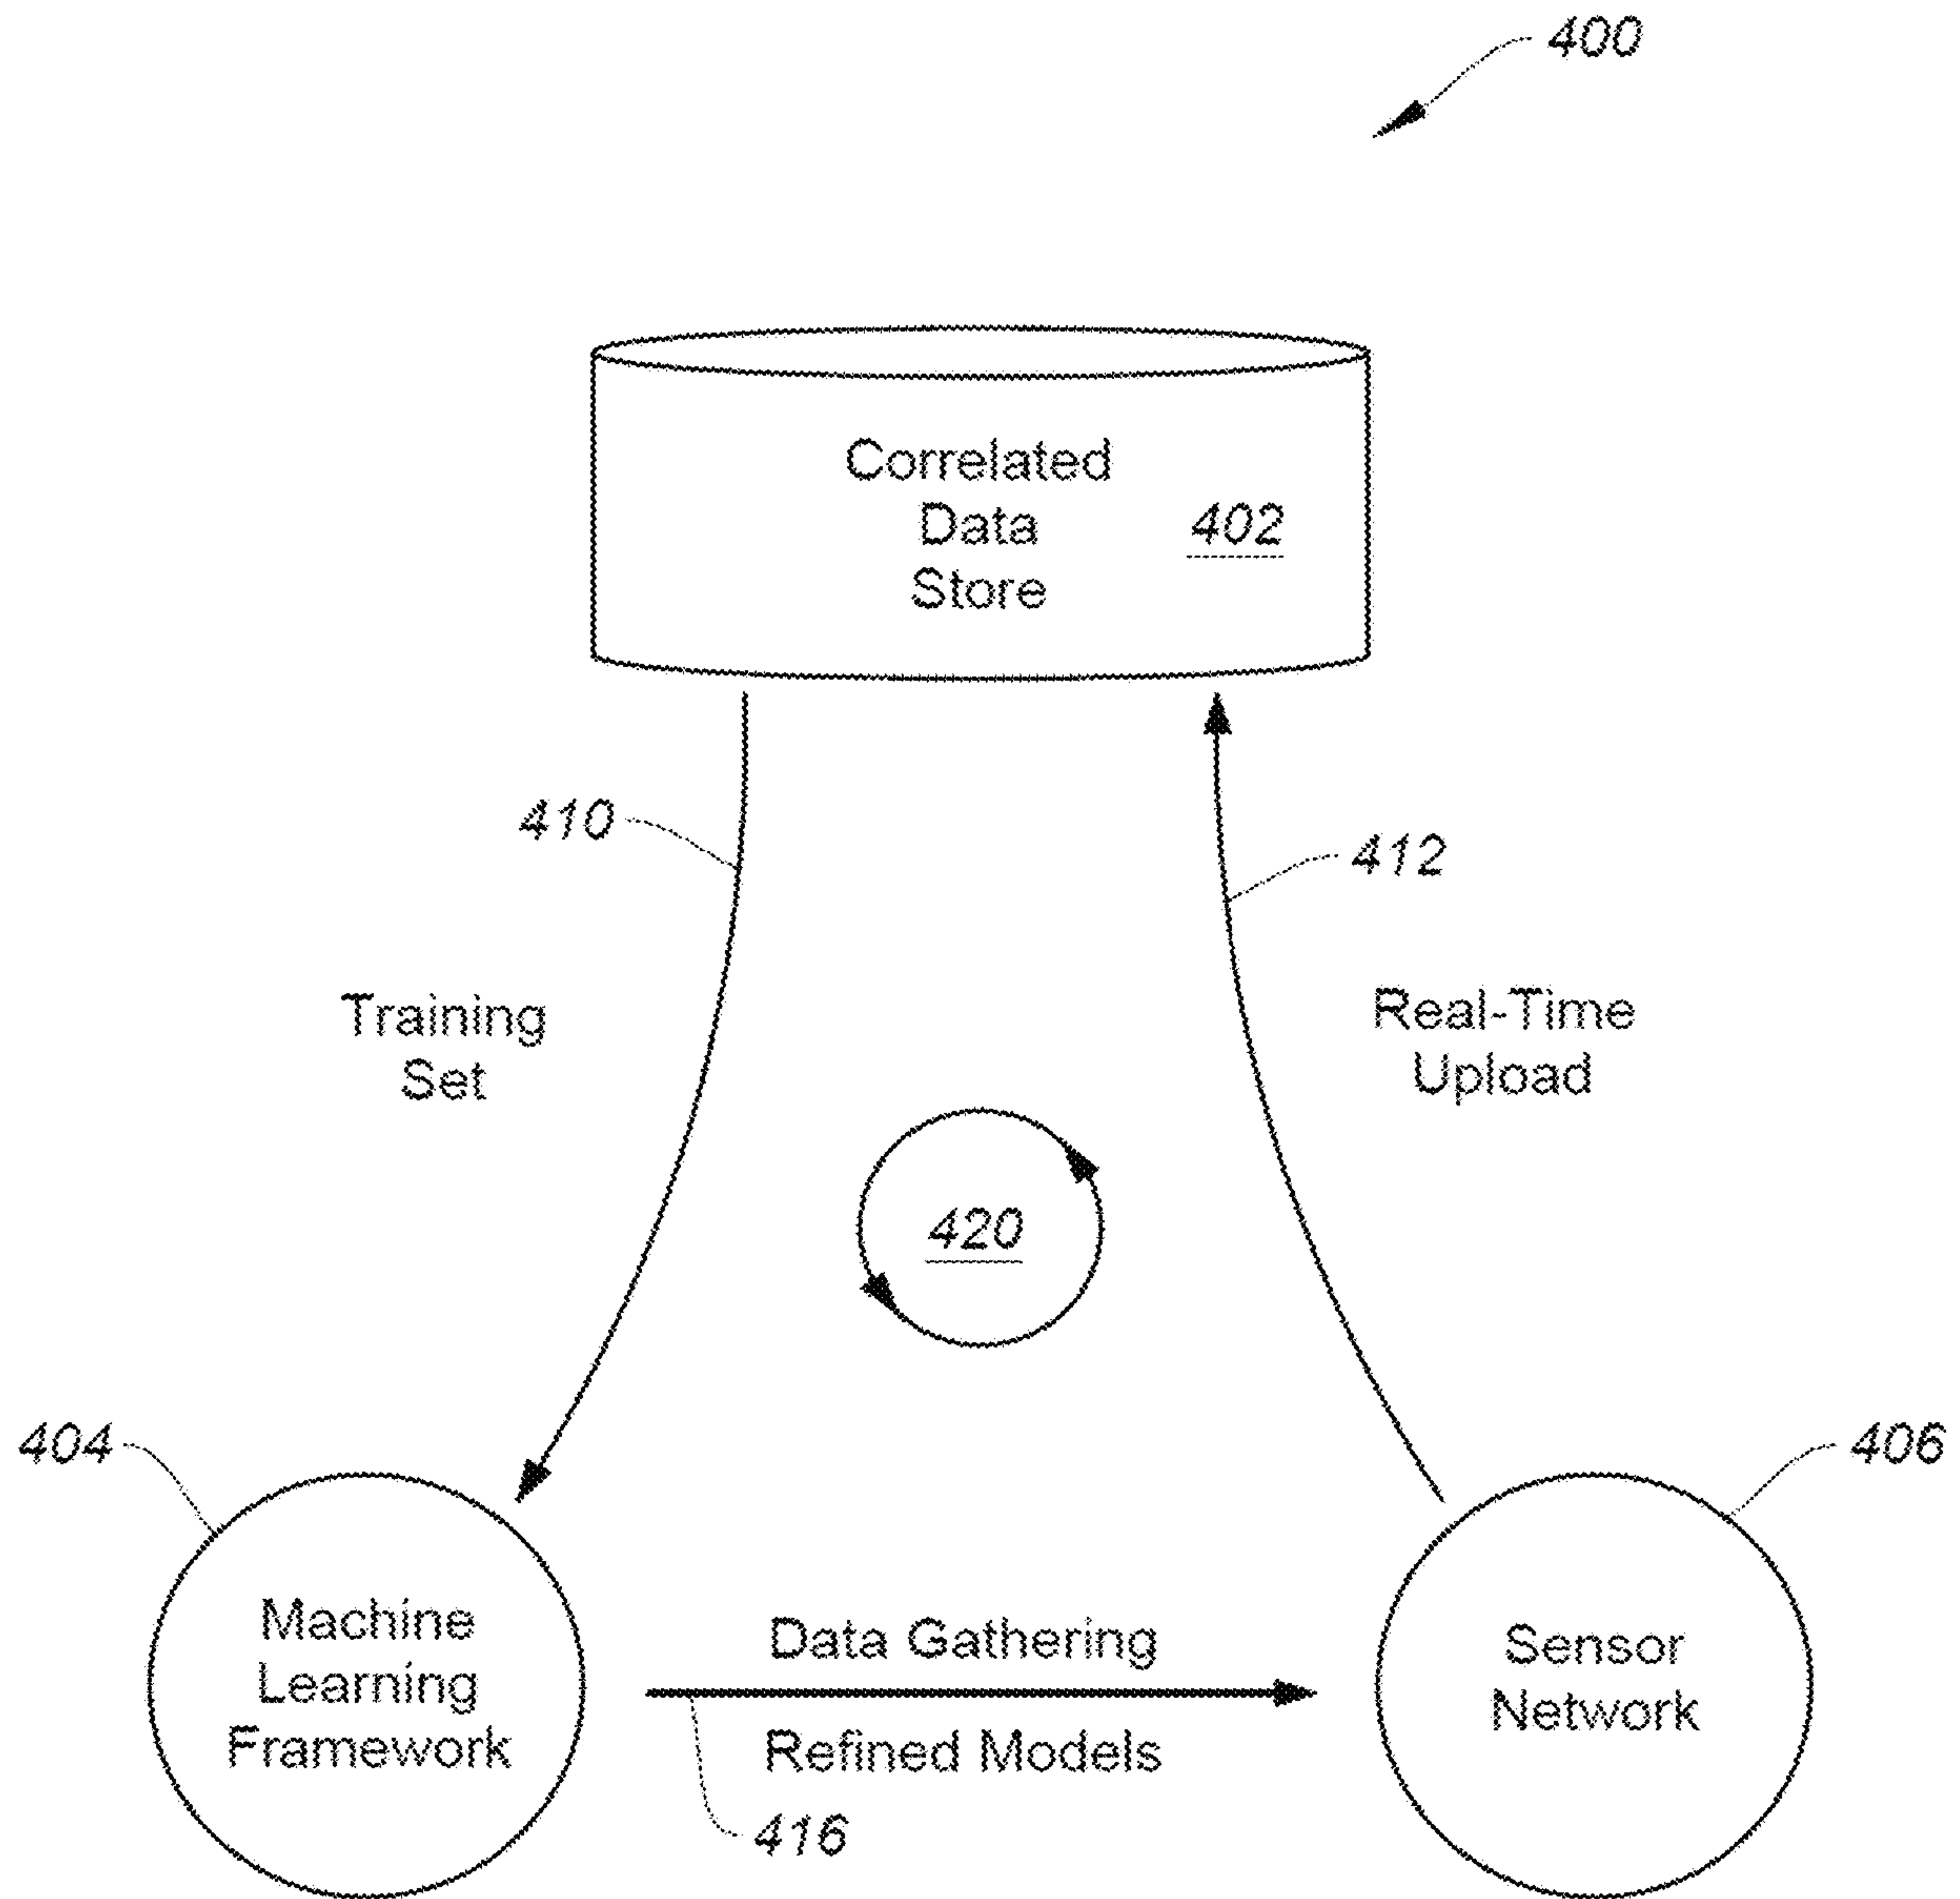 400
Correlated
Data
402
Store
410
412
Training
Set
Real-Time
Upload
420
404
406
Machine
Learning
Framework
Data Gathering
Refined Models
416
Sensor
Network